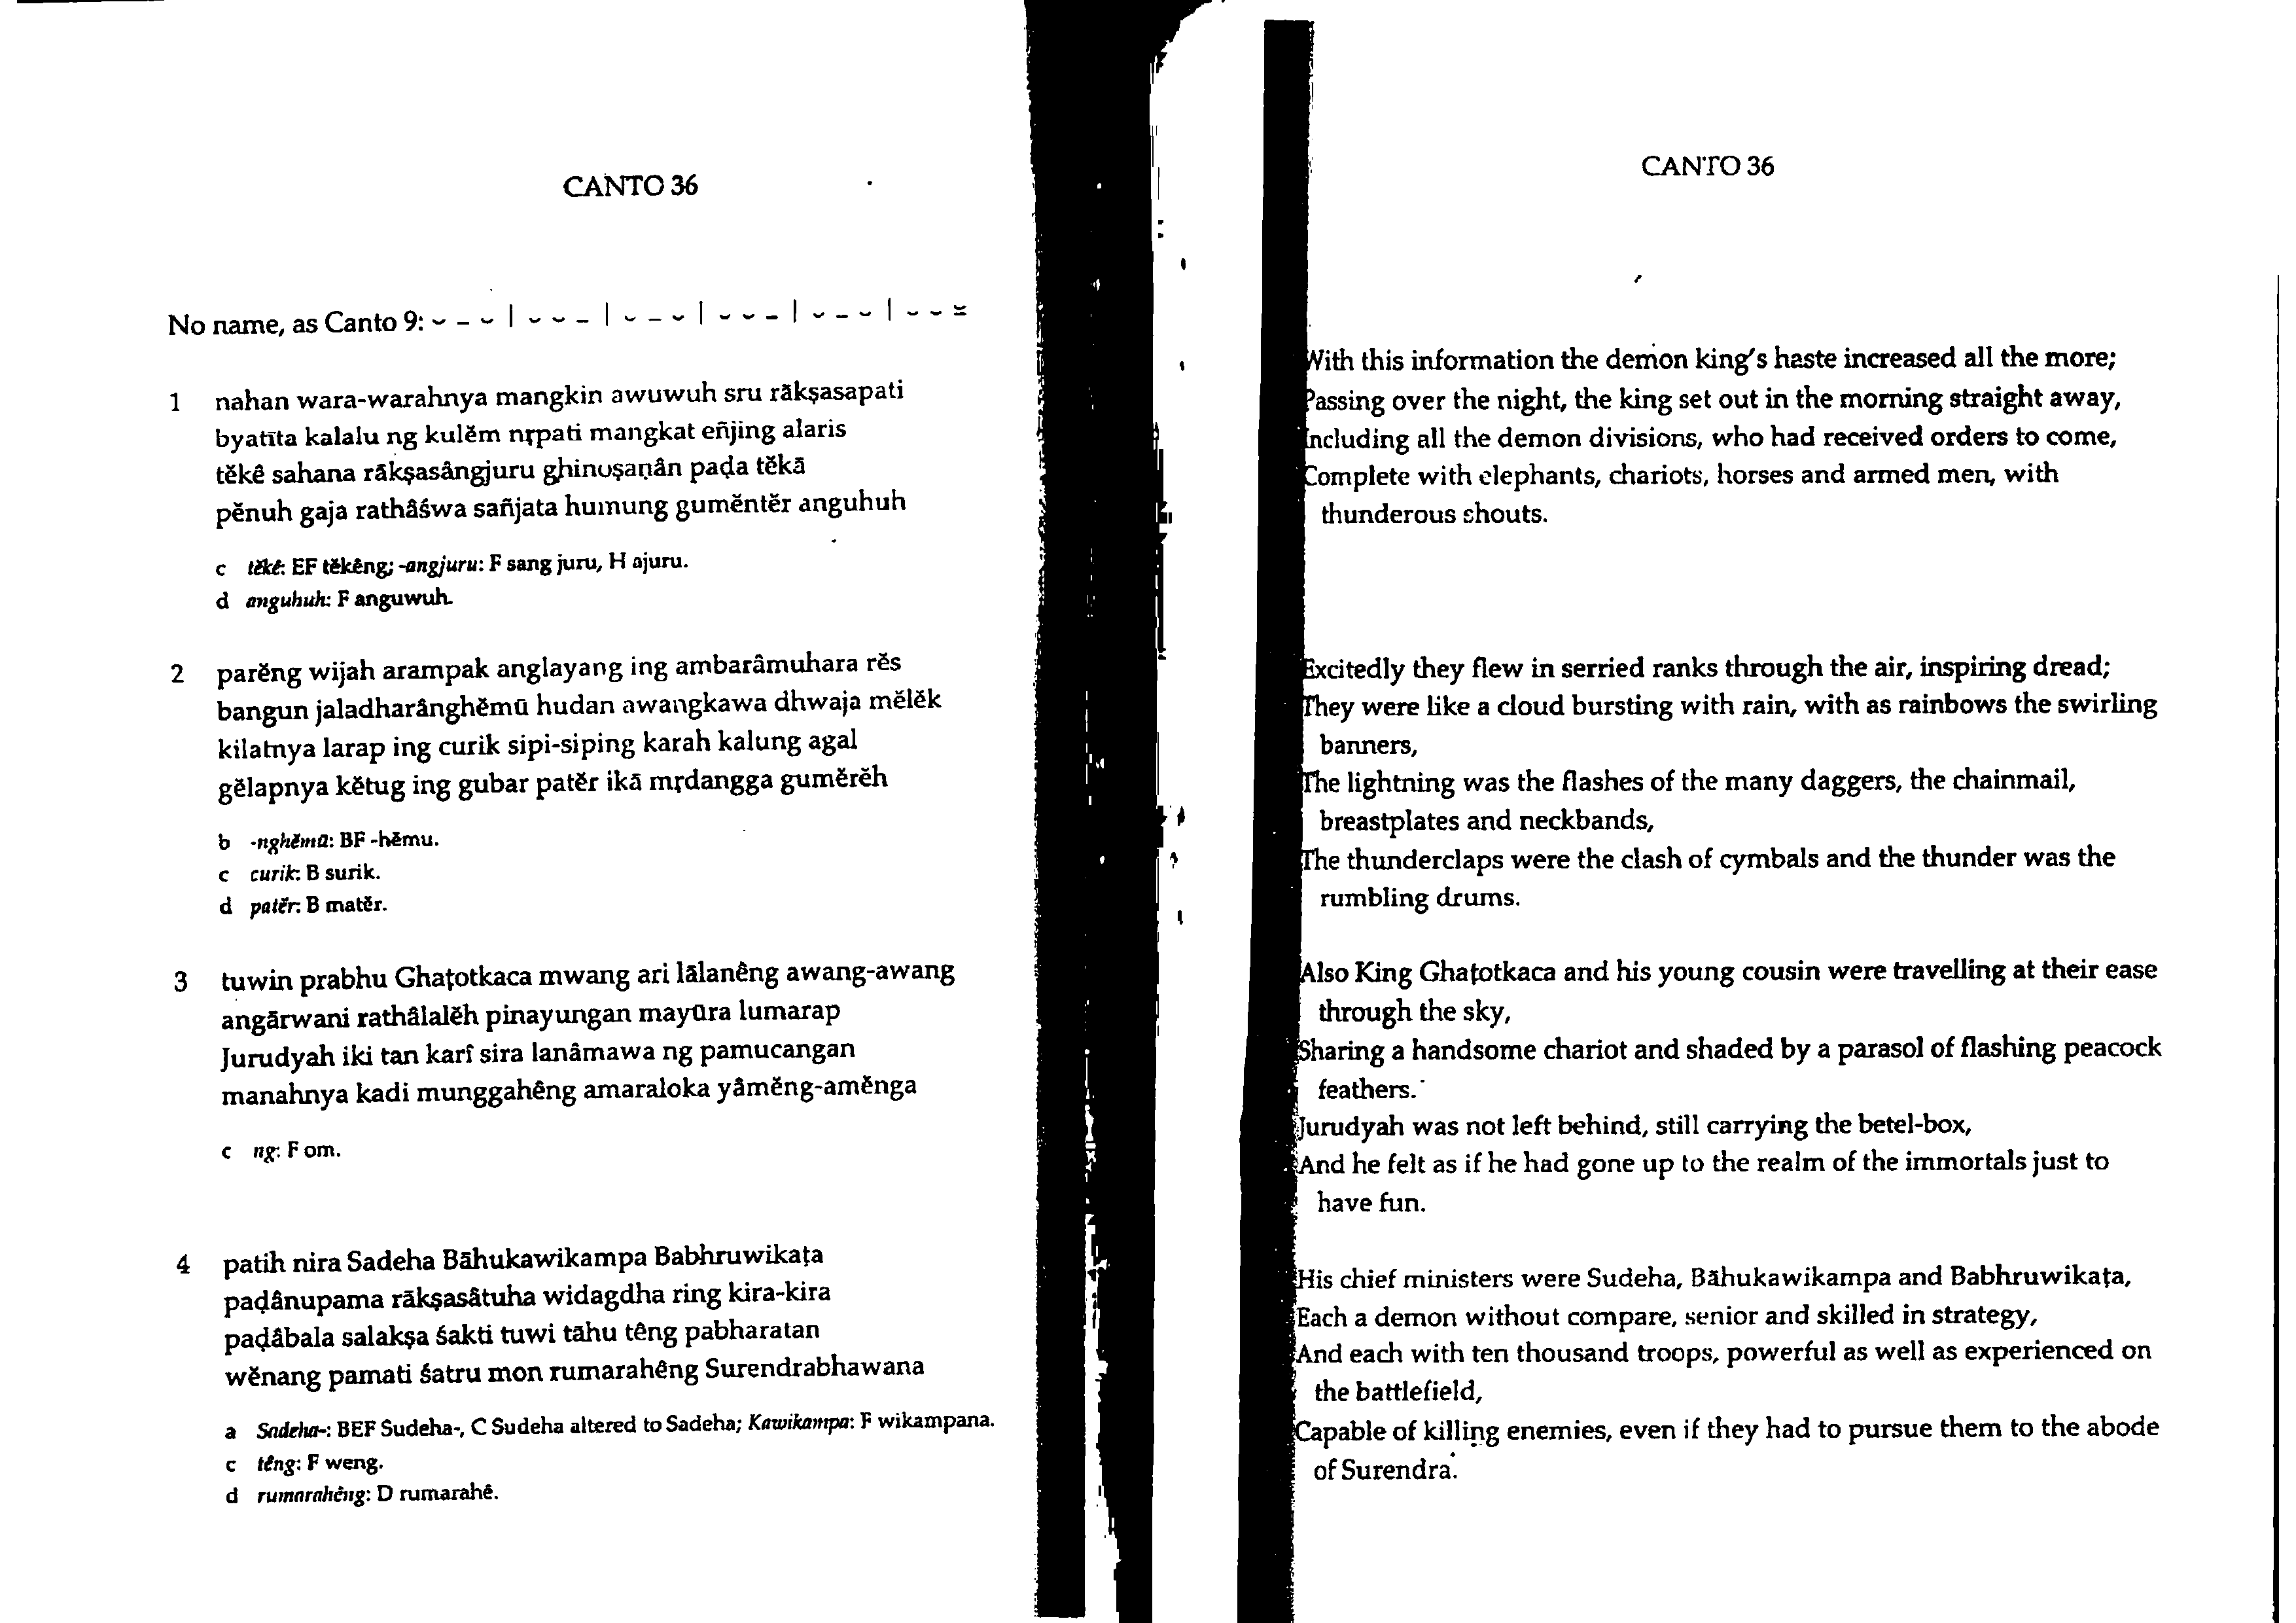 CANTO 36
No name, as Canto 9: ⏑ – ⏑ | ⏑ ⏑ – | ⏑ – ⏑ | ⏑ ⏑ – | ⏑ – ⏑ | ⏑ ⏑ ⏓
1 nahan wara-warahnya mangkin awuwuh sru rākṣasapati
byatīta kalalu ng kulĕm nṛpati mangkat eñjing alaris
tĕkê sahana rākṣasângjuru ghinoṣaṇân paḍa tĕkā
pĕnuh gaja rathâśwa sañjata humung gumĕntĕr anguhuh
c tĕkê: EF tĕkêng; -angjuru: F sang juru, H ajuru.
d anguhuh: F anguwuh.
2 parĕng wijah arampak anglayang ing ambarâmuhara rĕs
bangun jaladharânghĕmū hudan awangkawa dhwaja mĕlĕk
kilatnya larap ing curik sipi-siping karah kalung agal
gĕlapnya kĕtug ing gubar patĕr ikā mṛdangga gumĕrĕh
b -nghĕmū: BF -hĕmu.
c curik: B surik.
d patĕr: B matĕr.
3 tuwin prabhu Ghaṭotkaca mwang ari lālanêng awang-awang
angārwani rathâlalĕh pinayungan mayūra lumarap
Jurudyah iki tan karî sira lanâmawa ng pamucangan
manahnya kadi munggahêng amaraloka yâmĕng-amĕnga
c ng: F om.
4 patih nira Sadeha Bāhukawikampa Babhruwikaṭa
paḍânupama rākṣasâtuha widagdha ring kira-kira
paḍâbala salakṣa śakti tuwi tāhu têng pabharatan
wĕnang pamati śatru mon rumarahêng Surendrabhawana
a Sadeha-: BEF Sudeha-, C Sudeha altered to Sadeha; Kawikampa: F wikampana.
c têng: F weng.
d rumarahêng: D rumarahê.
CANTO 36
With this information the demon king's haste increased all the more;
Passing over the night, the king set out in the morning straight away,
Including all the demon divisions, who had received orders to come,
Complete with elephants, chariots, horses and armed men, with
thunderous shouts.
Excitedly they flew in serried ranks through the air, inspiring dread;
They were like a cloud bursting with rain, with as rainbows the swirling
banners,
The lightning was the flashes of the many daggers, the chainmail,
breastplates and neckbands,
The thunderclaps were the clash of cymbals and the thunder was the
rumbling drums.
Also King Ghaṭotkaca and his young cousin were travelling at their ease
through the sky,
Sharing a handsome chariot and shaded by a parasol of flashing peacock
feathers.
Jurudyah was not left behind, still carrying the betel-box,
And he felt as if he had gone up to the realm of the immortals just to
have fun.
His chief ministers were Sudeha, Bāhukawikampa and Babhruwikaṭa,
Each a demon without compare, senior and skilled in strategy,
And each with ten thousand troops, powerful as well as experienced on
the battlefield,
Capable of killing enemies, even if they had to pursue them to the abode
of Surendra.